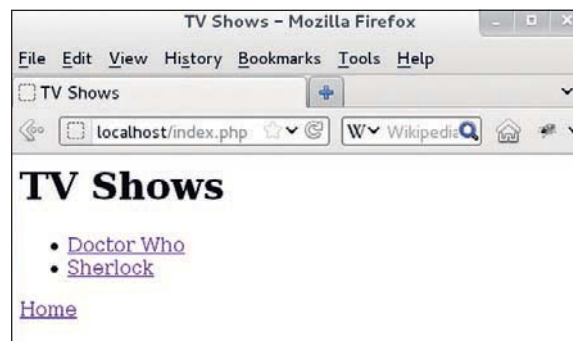 TV Shows – Mozilla Firefox
File Edit View History Bookmarks Tools Help
TV Shows
localhost/index.php W Wikipedia
TV Shows
• Doctor Who
• Sherlock
Home